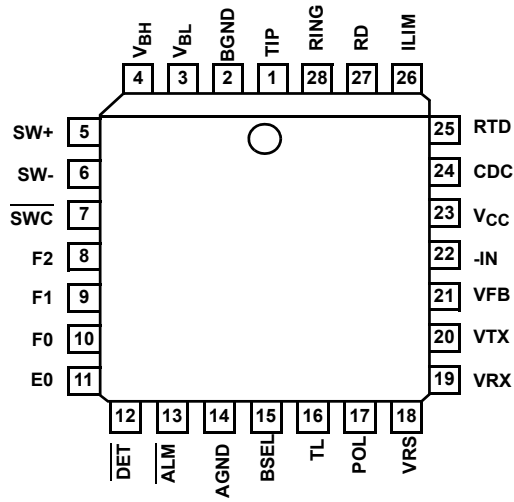 VBH VBL BGND TIP RING RD ILIM
4 3 2 1 28 27 26
SW+ 5 25 RTD
SW- 6 24 CDC
SWC 7 23 VCC
F2 8 22 -IN
F1 9 21 VFB
F0 10 20 VTX
E0 11 19 VRX
12 13 14 15 16 17 18
DET ALM AGND BSEL TL POL VRS